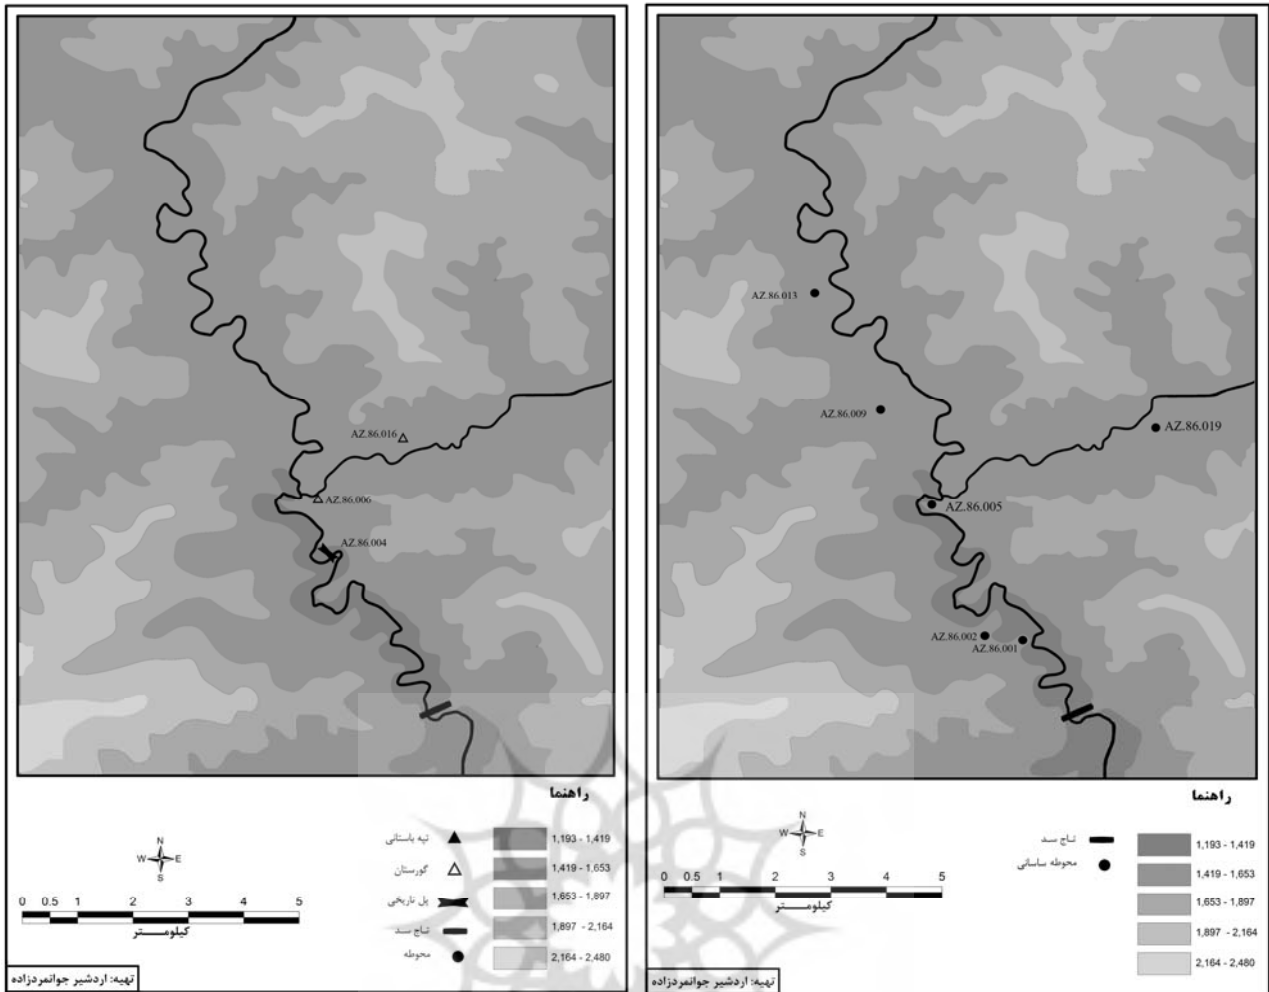 AZ.86.016
AZ.86.006
AZ.86.004
راهنما
تپه باستانی
1,193 - 1,419
گورستان
1,419 - 1,653
پل تاریخی
1,653 - 1,897
تاج سد
1,897 - 2,164
محوطه
2,164 - 2,480
N
W E
S
0 0.5 1 2 3 4 5
کیلومتر
تهیه: اردشیر جوانمردزاده
AZ.86.013
AZ.86.009
AZ.86.019
AZ.86.005
AZ.86.002
AZ.86.001
راهنما
تاج سد
1,193 - 1,419
محوطه ساسانی
1,419 - 1,653
1,653 - 1,897
1,897 - 2,164
2,164 - 2,480
N
W E
S
0 0.5 1 2 3 4 5
کیلومتر
تهیه: اردشیر جوانمردزاده